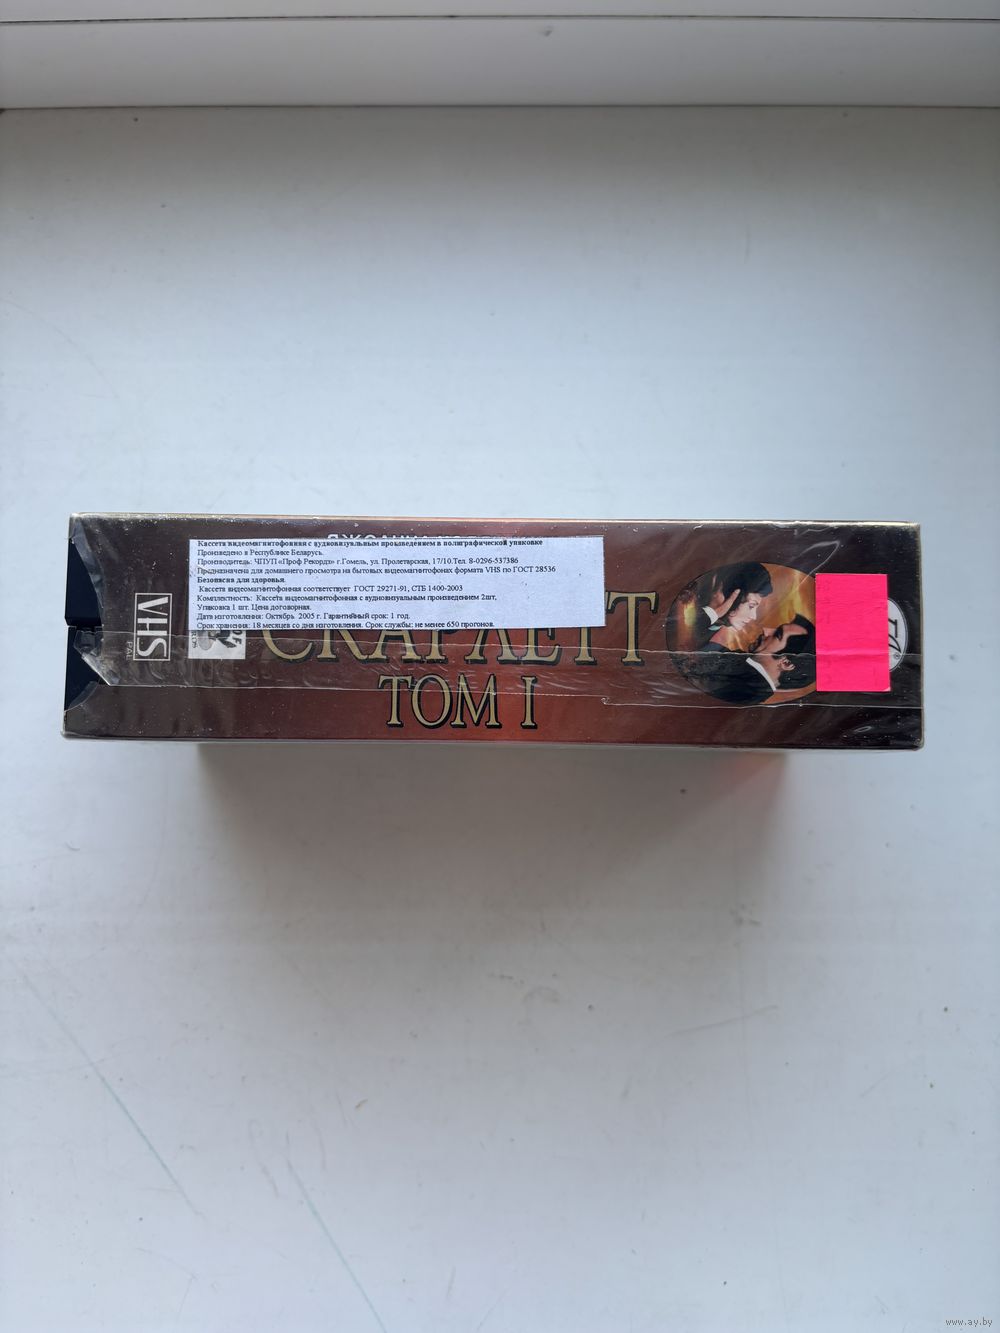 Кассета видеомагнитофонная с аудиовизуальным произведением в полиграфической упаковке
Произведено в Республике Беларусь.
Производитель: ЧПУП «Проф Рекордз» г.Гомель, ул. Пролетарская, 17/10.Тел. 8-0296-537386
Предназначена для домашнего просмотра на бытовых видеомагнитофонах формата VHS по ГОСТ 28536
Безопасна для здоровья.
Кассета видеомагнитофонная соответствует ГОСТ 29271-91, СТБ 1400-2003
Комплектность: Кассета видеомагнитофонная с аудиовизуальным произведением 2шт,
Упаковка 1 шт. Цена договорная.
Дата изготовления: Октябрь 2005 г. Гарантийный срок: 1 год.
Срок хранения: 18 месяцев со дня изготовления. Срок службы: не менее 650 прогонов.
VHS
PAL
СКАРЛЕТТ
ТОМ I
www.ay.by